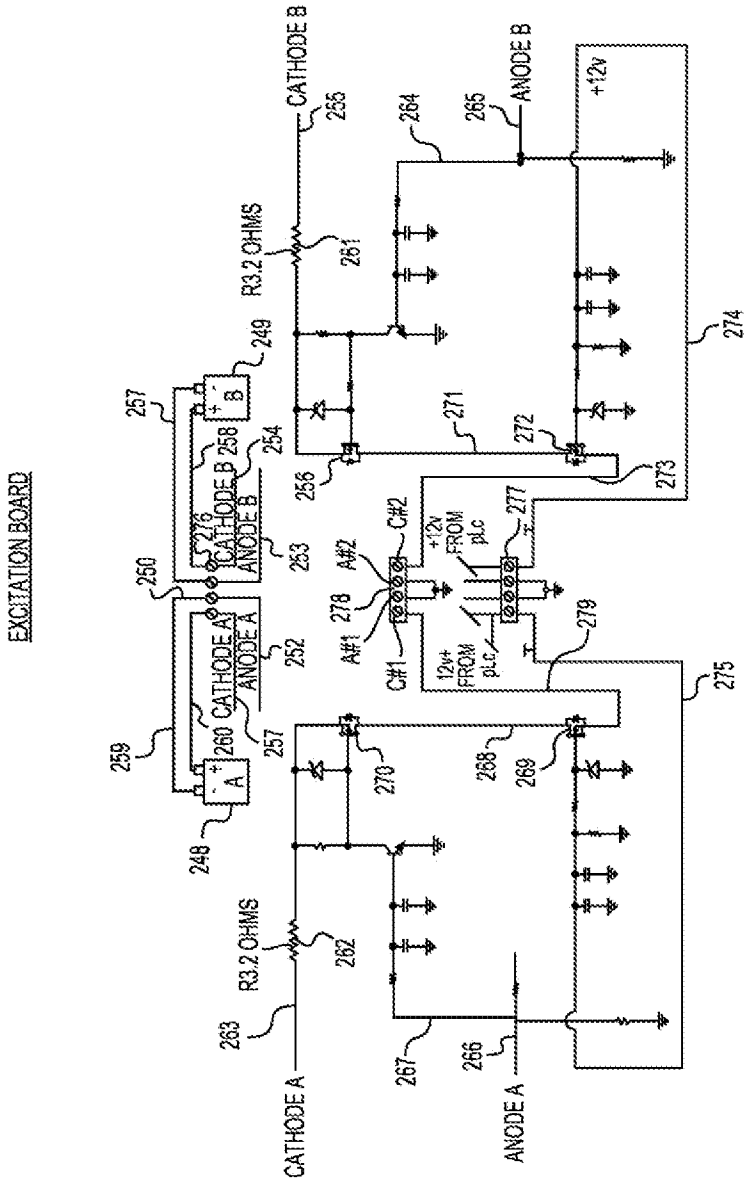 EXCITATION BOARD
257
249
B
+
-
258
276
CATHODE B
254
ANODE B
253
250
259
A
-
+
248
260
CATHODE A
257
ANODE A
252
CATHODE B
255
R3.2 OHMS
261
264
265
ANODE B
256
271
272
+12v
274
273
CATHODE A
263
R3.2 OHMS
262
267
266
ANODE A
270
268
269
275
279
C#1
A#1
278
A#2
C#2
+12v
FROM
pLc
12v+
FROM
pLc
277